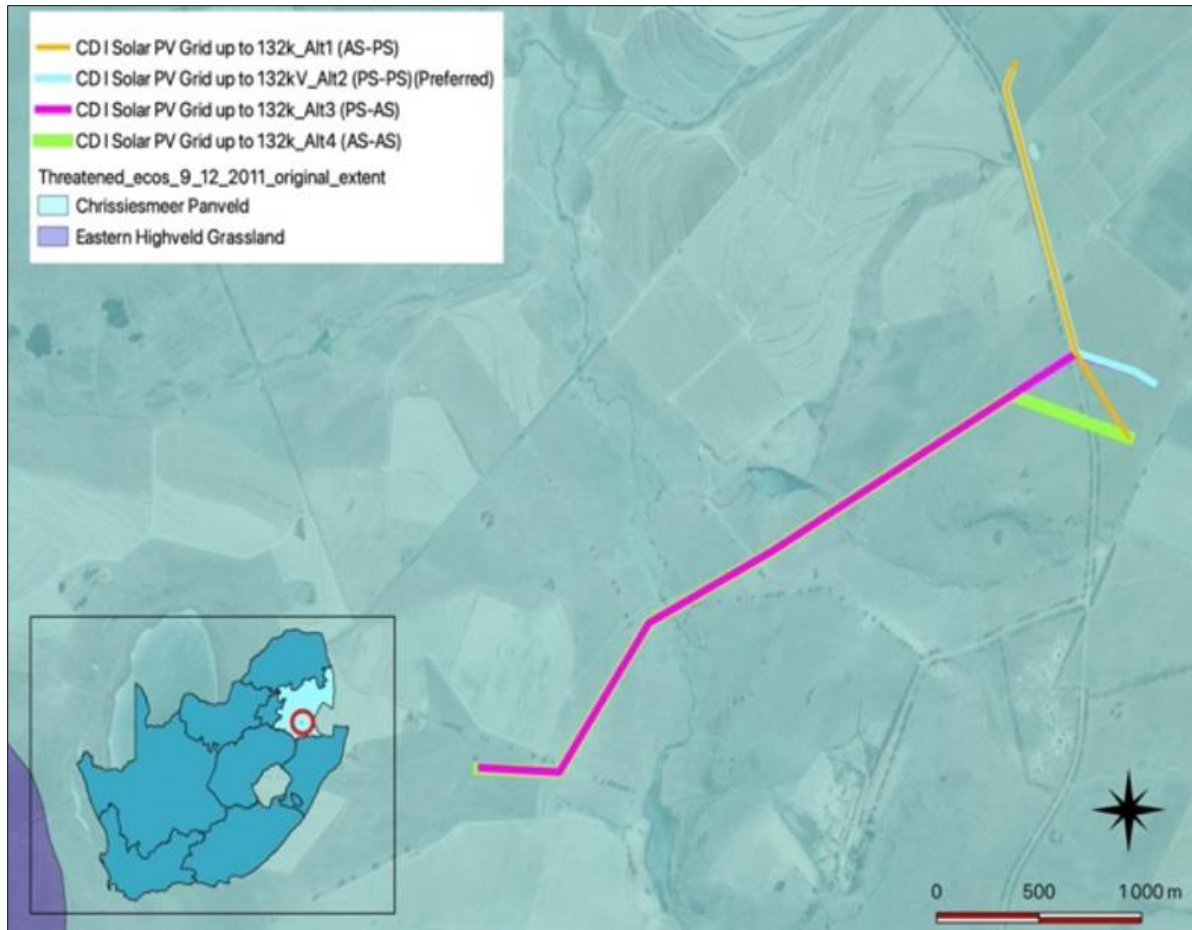 CD I Solar PV Grid up to 132k_Alt1 (AS-PS)
CD I Solar PV Grid up to 132kV_Alt2 (PS-PS)(Preferred)
CD I Solar PV Grid up to 132k_Alt3 (PS-AS)
CD I Solar PV Grid up to 132k_Alt4 (AS-AS)
Threatened_ecos_9_12_2011_original_extent
Chrissiesmeer Panveld
Eastern Highveld Grassland
0 500 1000 m